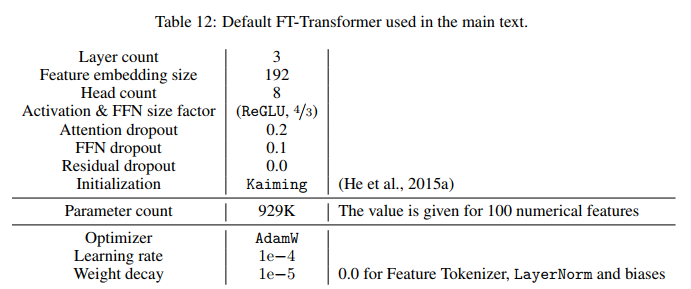 Table 12: Default FT-Transformer used in the main text.
Layer count 3
Feature embedding size 192
Head count 8
Activation & FFN size factor (ReGLU, 4/3)
Attention dropout 0.2
FFN dropout 0.1
Residual dropout 0.0
Initialization Kaiming (He et al., 2015a)
Parameter count 929K The value is given for 100 numerical features
Optimizer AdamW
Learning rate 1e−4
Weight decay 1e−5 0.0 for Feature Tokenizer, LayerNorm and biases